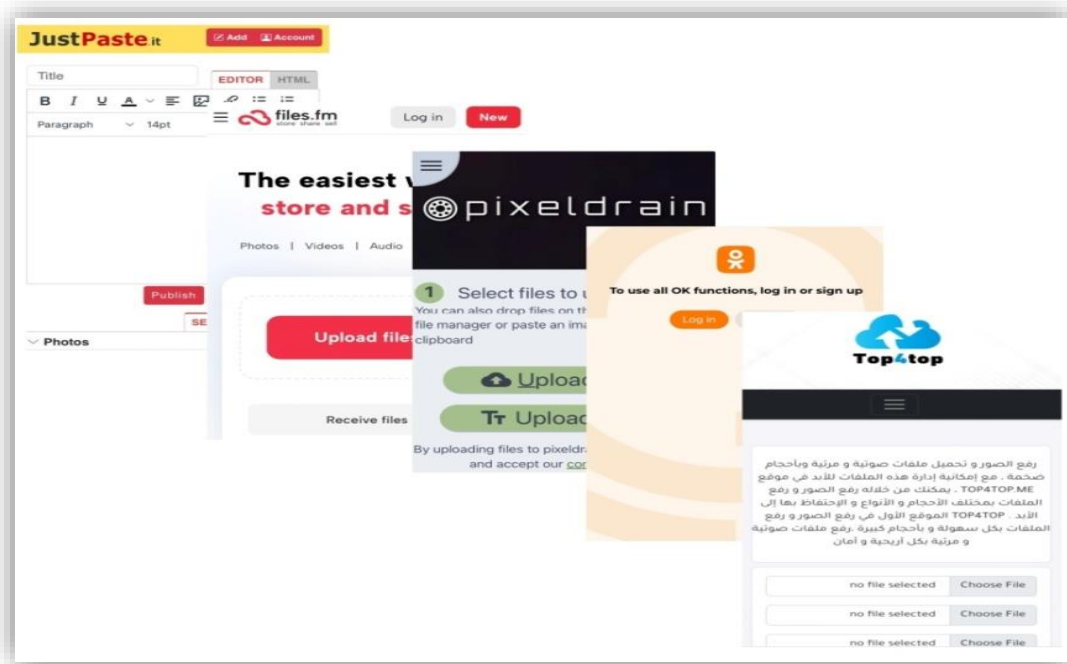 JustPaste.it
Add Account
Title
EDITOR HTML
B I U A
Paragraph 14pt
Publish
SE
Photos
files.fm
store share sell
Log in New
The easiest
store and s
Photos | Videos | Audio
Upload file
Receive files
pixeldrain
1 Select files to u
You can also drop files on th
file manager or paste an ima
clipboard
Upload
Tт Upload
By uploading files to pixeldr
and accept our con
To use all OK functions, log in or sign up
Log in
Top4top
رفع الصور و تحميل ملفات صوتية و مرئية وبأحجام
ضخمة . مع إمكانية إدارة هذه الملفات للأبد في موقع
TOP4TOP.ME . يمكنك من خلاله رفع الصور و رفع
الملفات بمختلف الأحجام و الأنواع و الإحتفاظ بها إلى
الأبد . TOP4TOP الموقع الأول في رفع الصور و رفع
الملفات بكل سهولة و بأحجام كبيرة .رفع ملفات صوتية
و مرئية بكل أريحية و أمان
no file selected Choose File
no file selected Choose File
no file selected Choose File